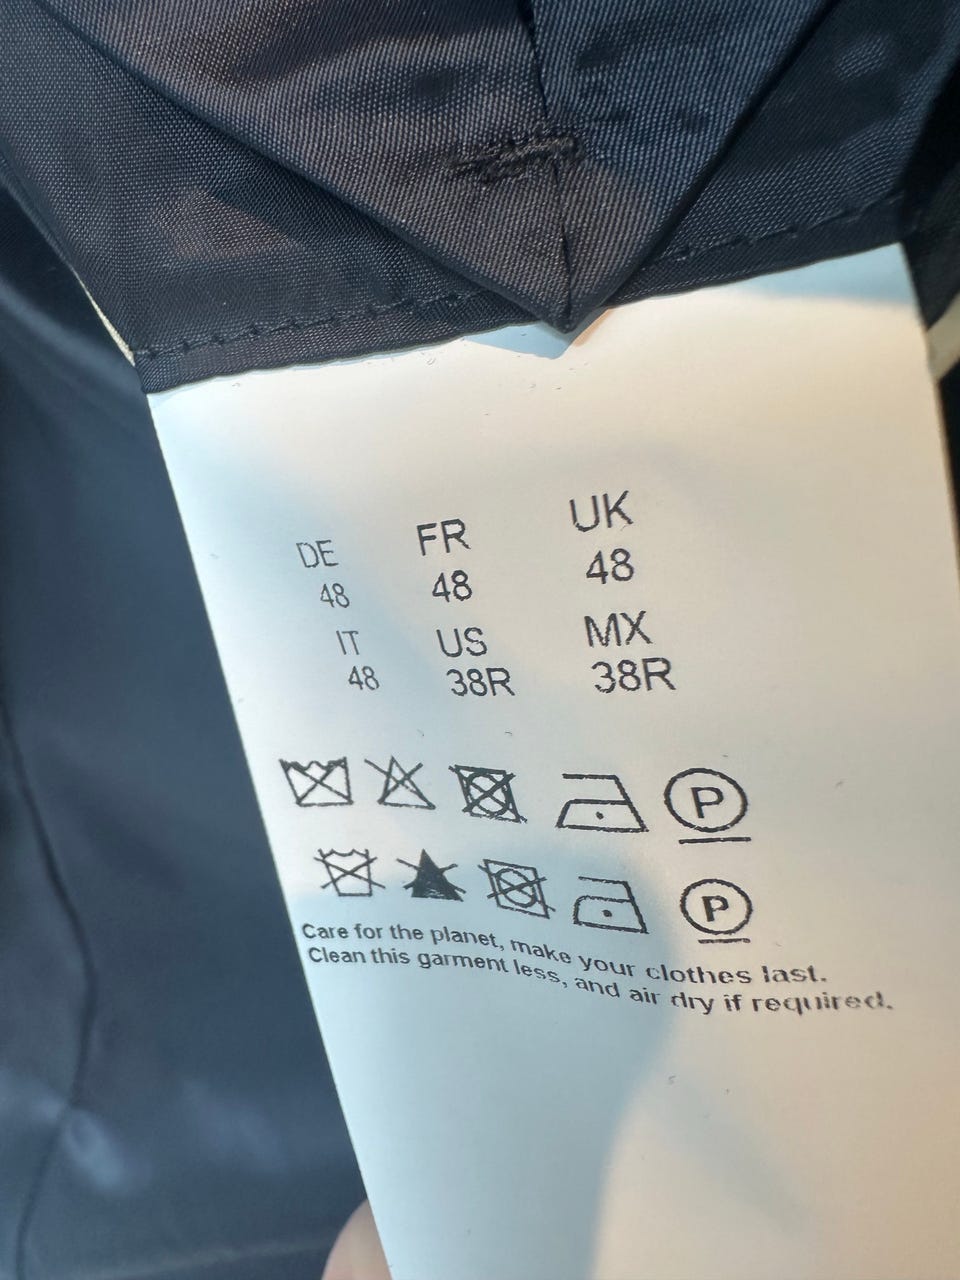 DE FR UK
48 48 48
IT US MX
48 38R 38R
P
P
Care for the planet, make your clothes last.
Clean this garment less, and air dry if required.